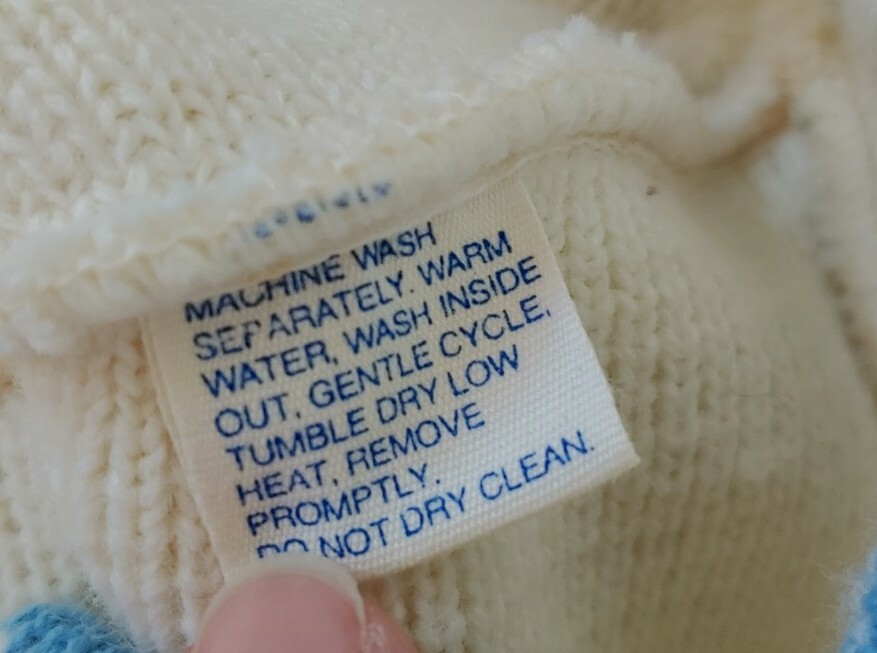 MACHINE WASH
SEPARATELY. WARM
WATER, WASH INSIDE
OUT. GENTLE CYCLE.
TUMBLE DRY LOW
HEAT, REMOVE
PROMPTLY.
DO NOT DRY CLEAN.